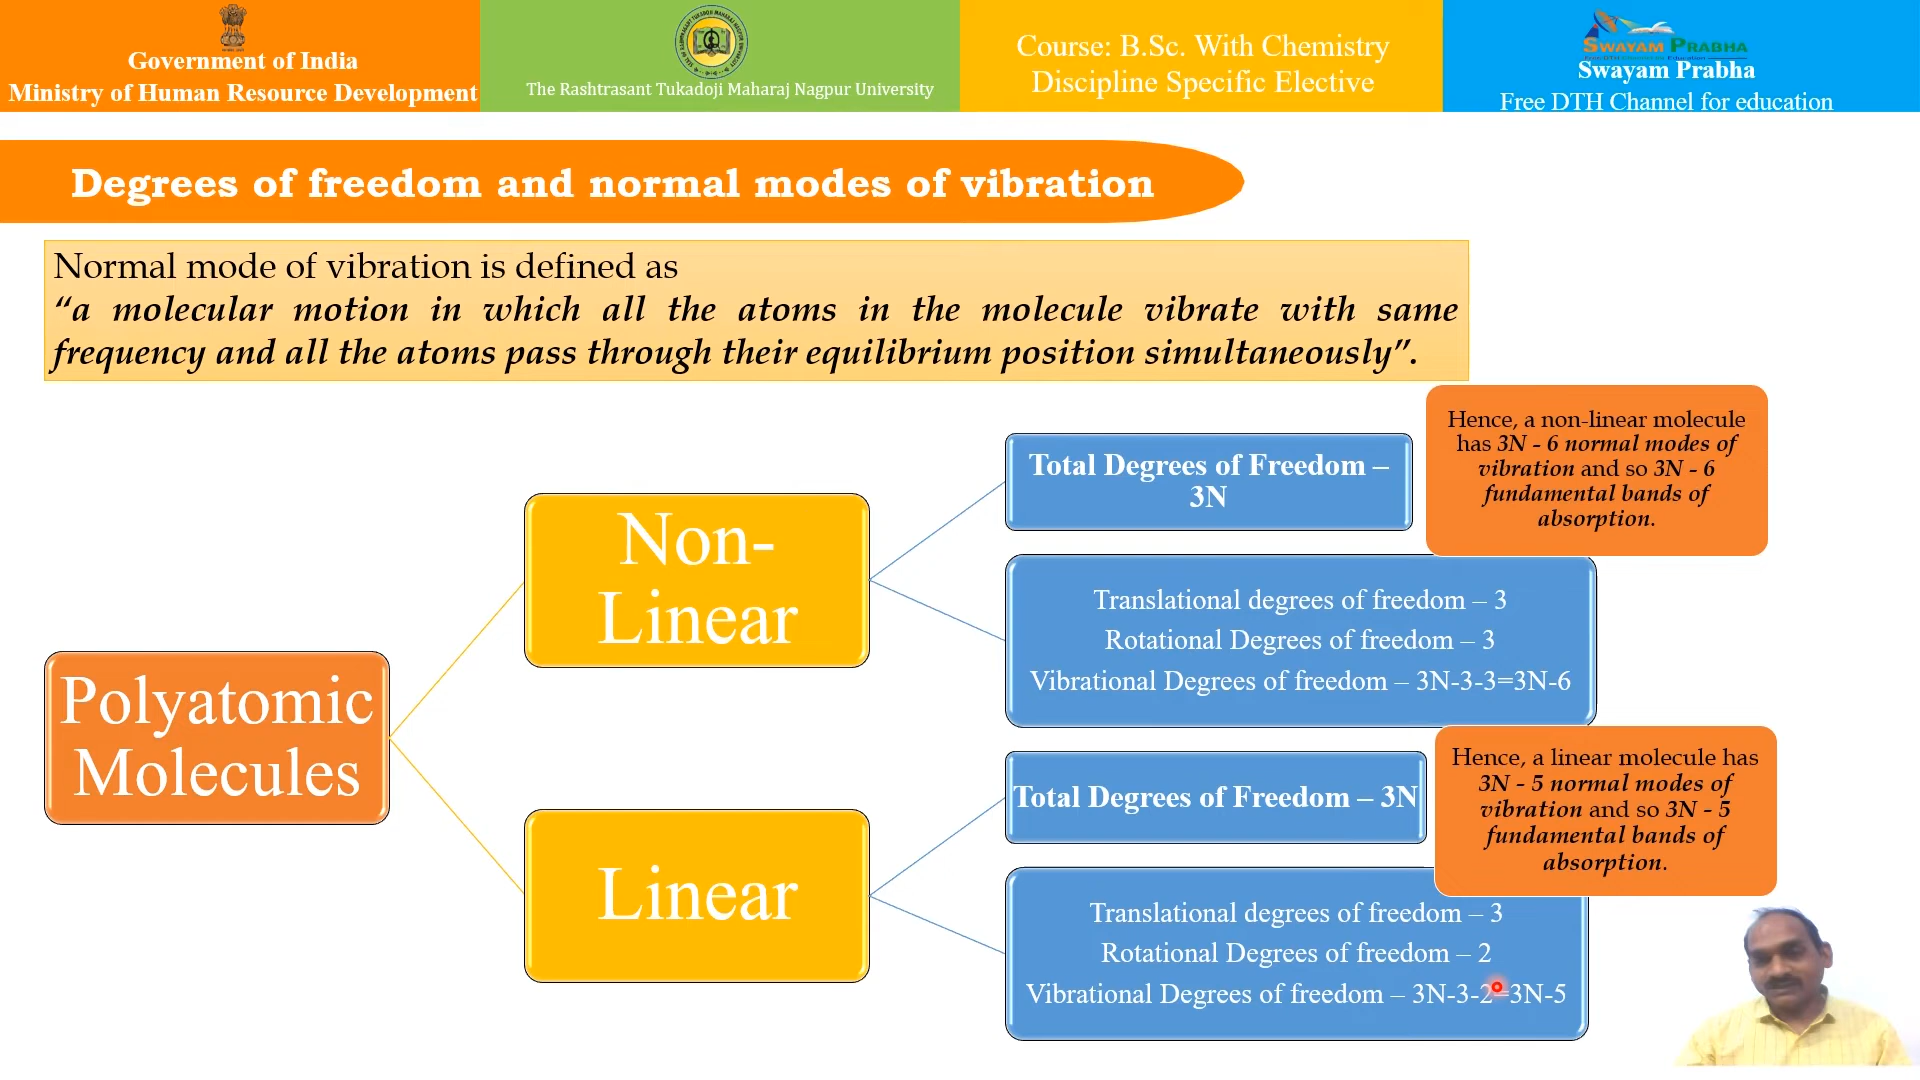 Government of India
Ministry of Human Resource Development
The Rashtrasant Tukadoji Maharaj Nagpur University
Course: B.Sc. With Chemistry
Discipline Specific Elective
SWAYAM PRABHA
Swayam Prabha
Free DTH Channel for education
Degrees of freedom and normal modes of vibration
Normal mode of vibration is defined as
“a molecular motion in which all the atoms in the molecule vibrate with same
frequency and all the atoms pass through their equilibrium position simultaneously”.
Polyatomic
Molecules
Non-
Linear
Total Degrees of Freedom –
3N
Hence, a non-linear molecule
has 3N - 6 normal modes of
vibration and so 3N - 6
fundamental bands of
absorption.
Translational degrees of freedom – 3
Rotational Degrees of freedom – 3
Vibrational Degrees of freedom – 3N-3-3=3N-6
Linear
Total Degrees of Freedom – 3N
Hence, a linear molecule has
3N - 5 normal modes of
vibration and so 3N - 5
fundamental bands of
absorption.
Translational degrees of freedom – 3
Rotational Degrees of freedom – 2
Vibrational Degrees of freedom – 3N-3-2=3N-5